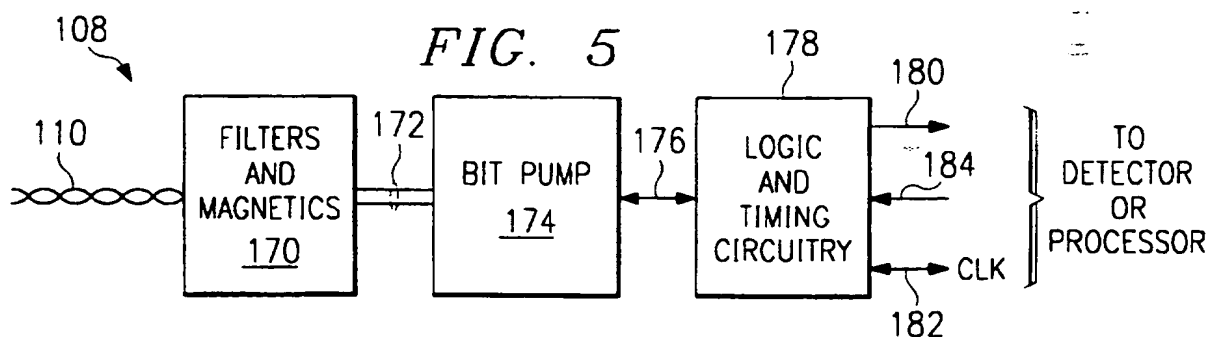 FIG. 5
108
110
FILTERS
AND
MAGNETICS
170
172
BIT PUMP
174
176
178
LOGIC
AND
TIMING
CIRCUITRY
180
184
CLK
182
TO
DETECTOR
OR
PROCESSOR